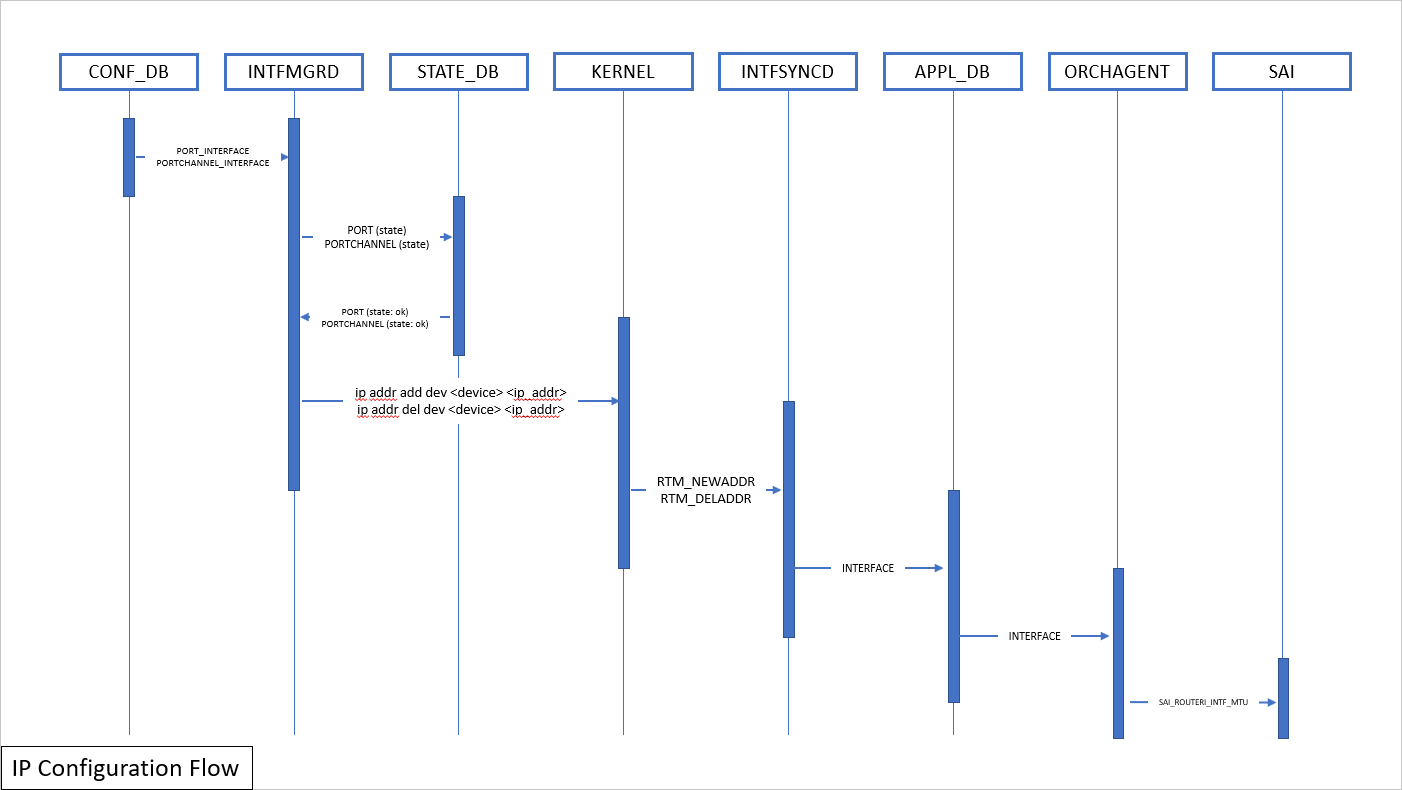 CONF_DB
INTFMGRD
STATE_DB
KERNEL
INTFSYNCD
APPL_DB
ORCHAGENT
SAI
PORT_INTERFACE
PORTCHANNEL_INTERFACE
PORT (state)
PORTCHANNEL (state)
PORT (state: ok)
PORTCHANNEL (state: ok)
ip addr add dev <device> <ip_addr>
ip addr del dev <device> <ip_addr>
RTM_NEWADDR
RTM_DELADDR
INTERFACE
INTERFACE
SAI_ROUTERI_INTF_MTU
IP Configuration Flow